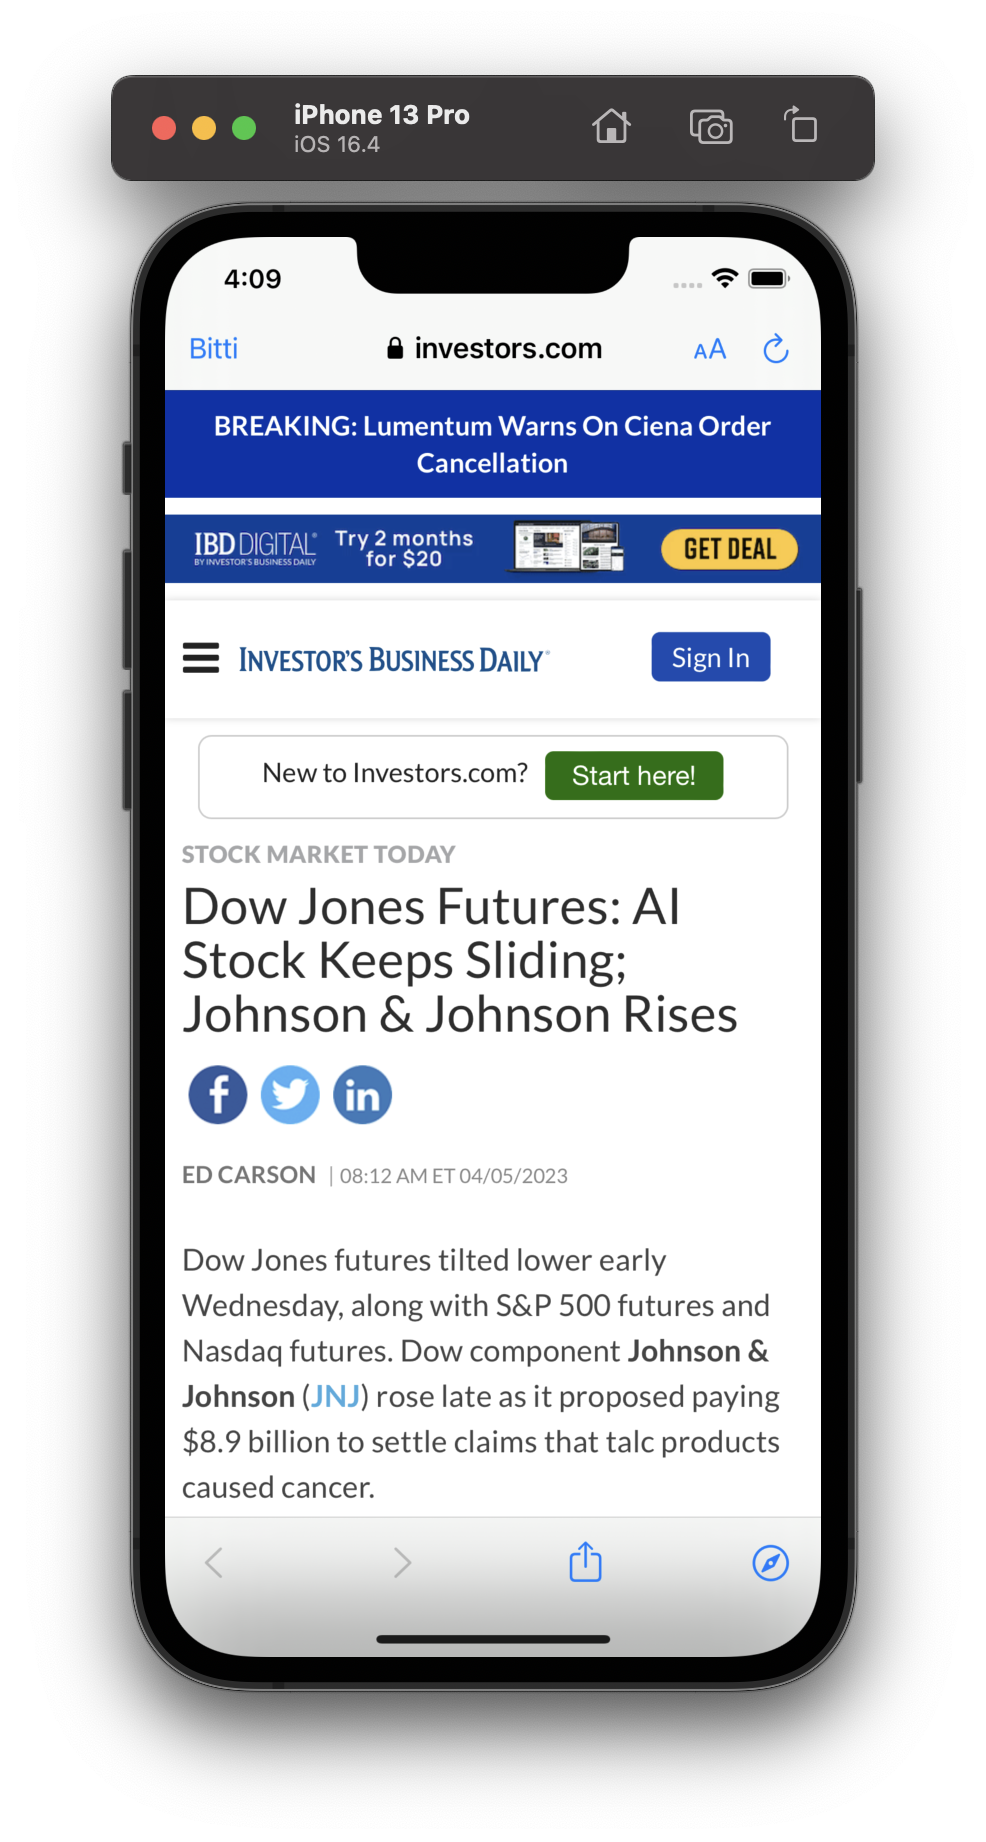 iPhone 13 Pro
iOS 16.4
4:09
Bitti
investors.com
AA
BREAKING: Lumentum Warns On Ciena Order
Cancellation
IBD DIGITAL®
BY INVESTOR'S BUSINESS DAILY
Try 2 months
for $20
GET DEAL
INVESTOR'S BUSINESS DAILY®
Sign In
New to Investors.com?
Start here!
STOCK MARKET TODAY
Dow Jones Futures: AI
Stock Keeps Sliding;
Johnson & Johnson Rises
f
in
ED CARSON | 08:12 AM ET 04/05/2023
Dow Jones futures tilted lower early
Wednesday, along with S&P 500 futures and
Nasdaq futures. Dow component Johnson &
Johnson (JNJ) rose late as it proposed paying
$8.9 billion to settle claims that talc products
caused cancer.